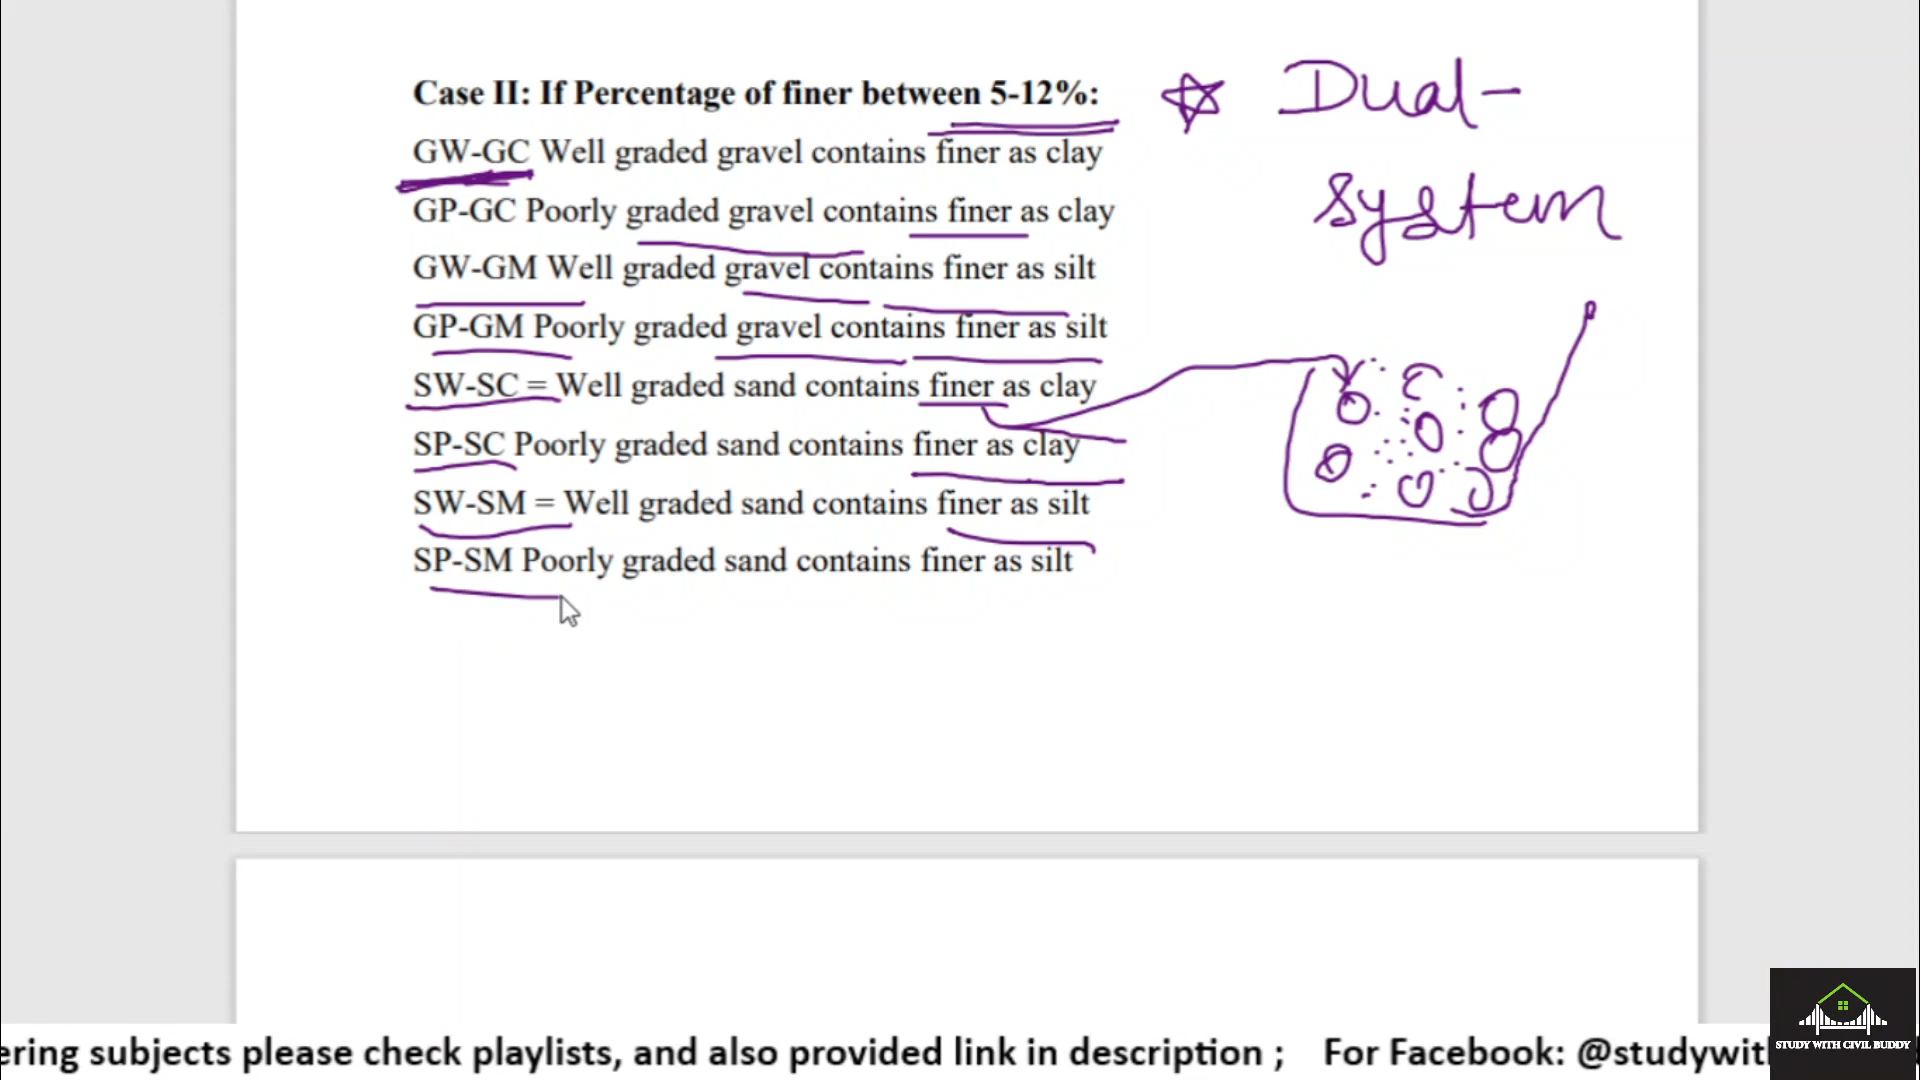 Case II: If Percentage of finer between 5-12%:
Dual-
system
GW-GC Well graded gravel contains finer as clay
GP-GC Poorly graded gravel contains finer as clay
GW-GM Well graded gravel contains finer as silt
GP-GM Poorly graded gravel contains finer as silt
SW-SC = Well graded sand contains finer as clay
SP-SC Poorly graded sand contains finer as clay
SW-SM = Well graded sand contains finer as silt
SP-SM Poorly graded sand contains finer as silt
ering subjects please check playlists, and also provided link in description ; For Facebook: @studywit
STUDY WITH CIVIL BUDDY